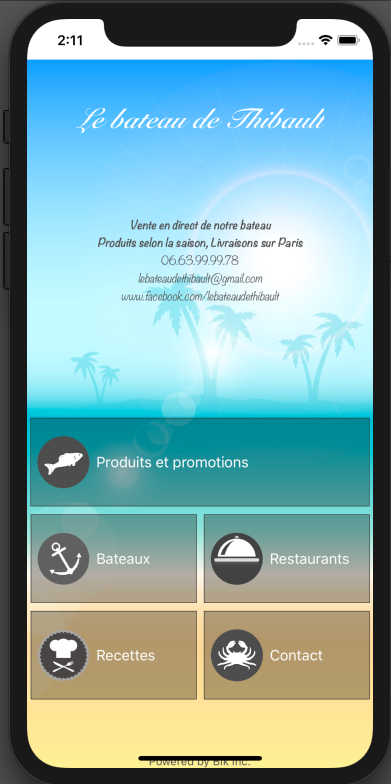 2:11
Le bateau de Thibault
Vente en direct de notre bateau
Produits selon la saison, Livraisons sur Paris
06.63.99.99.78
lebateaudethibault@gmail.com
www.facebook.com/lebateaudethibault
Produits et promotions
Bateaux
Restaurants
Recettes
Contact
Powered by Bik Inc.